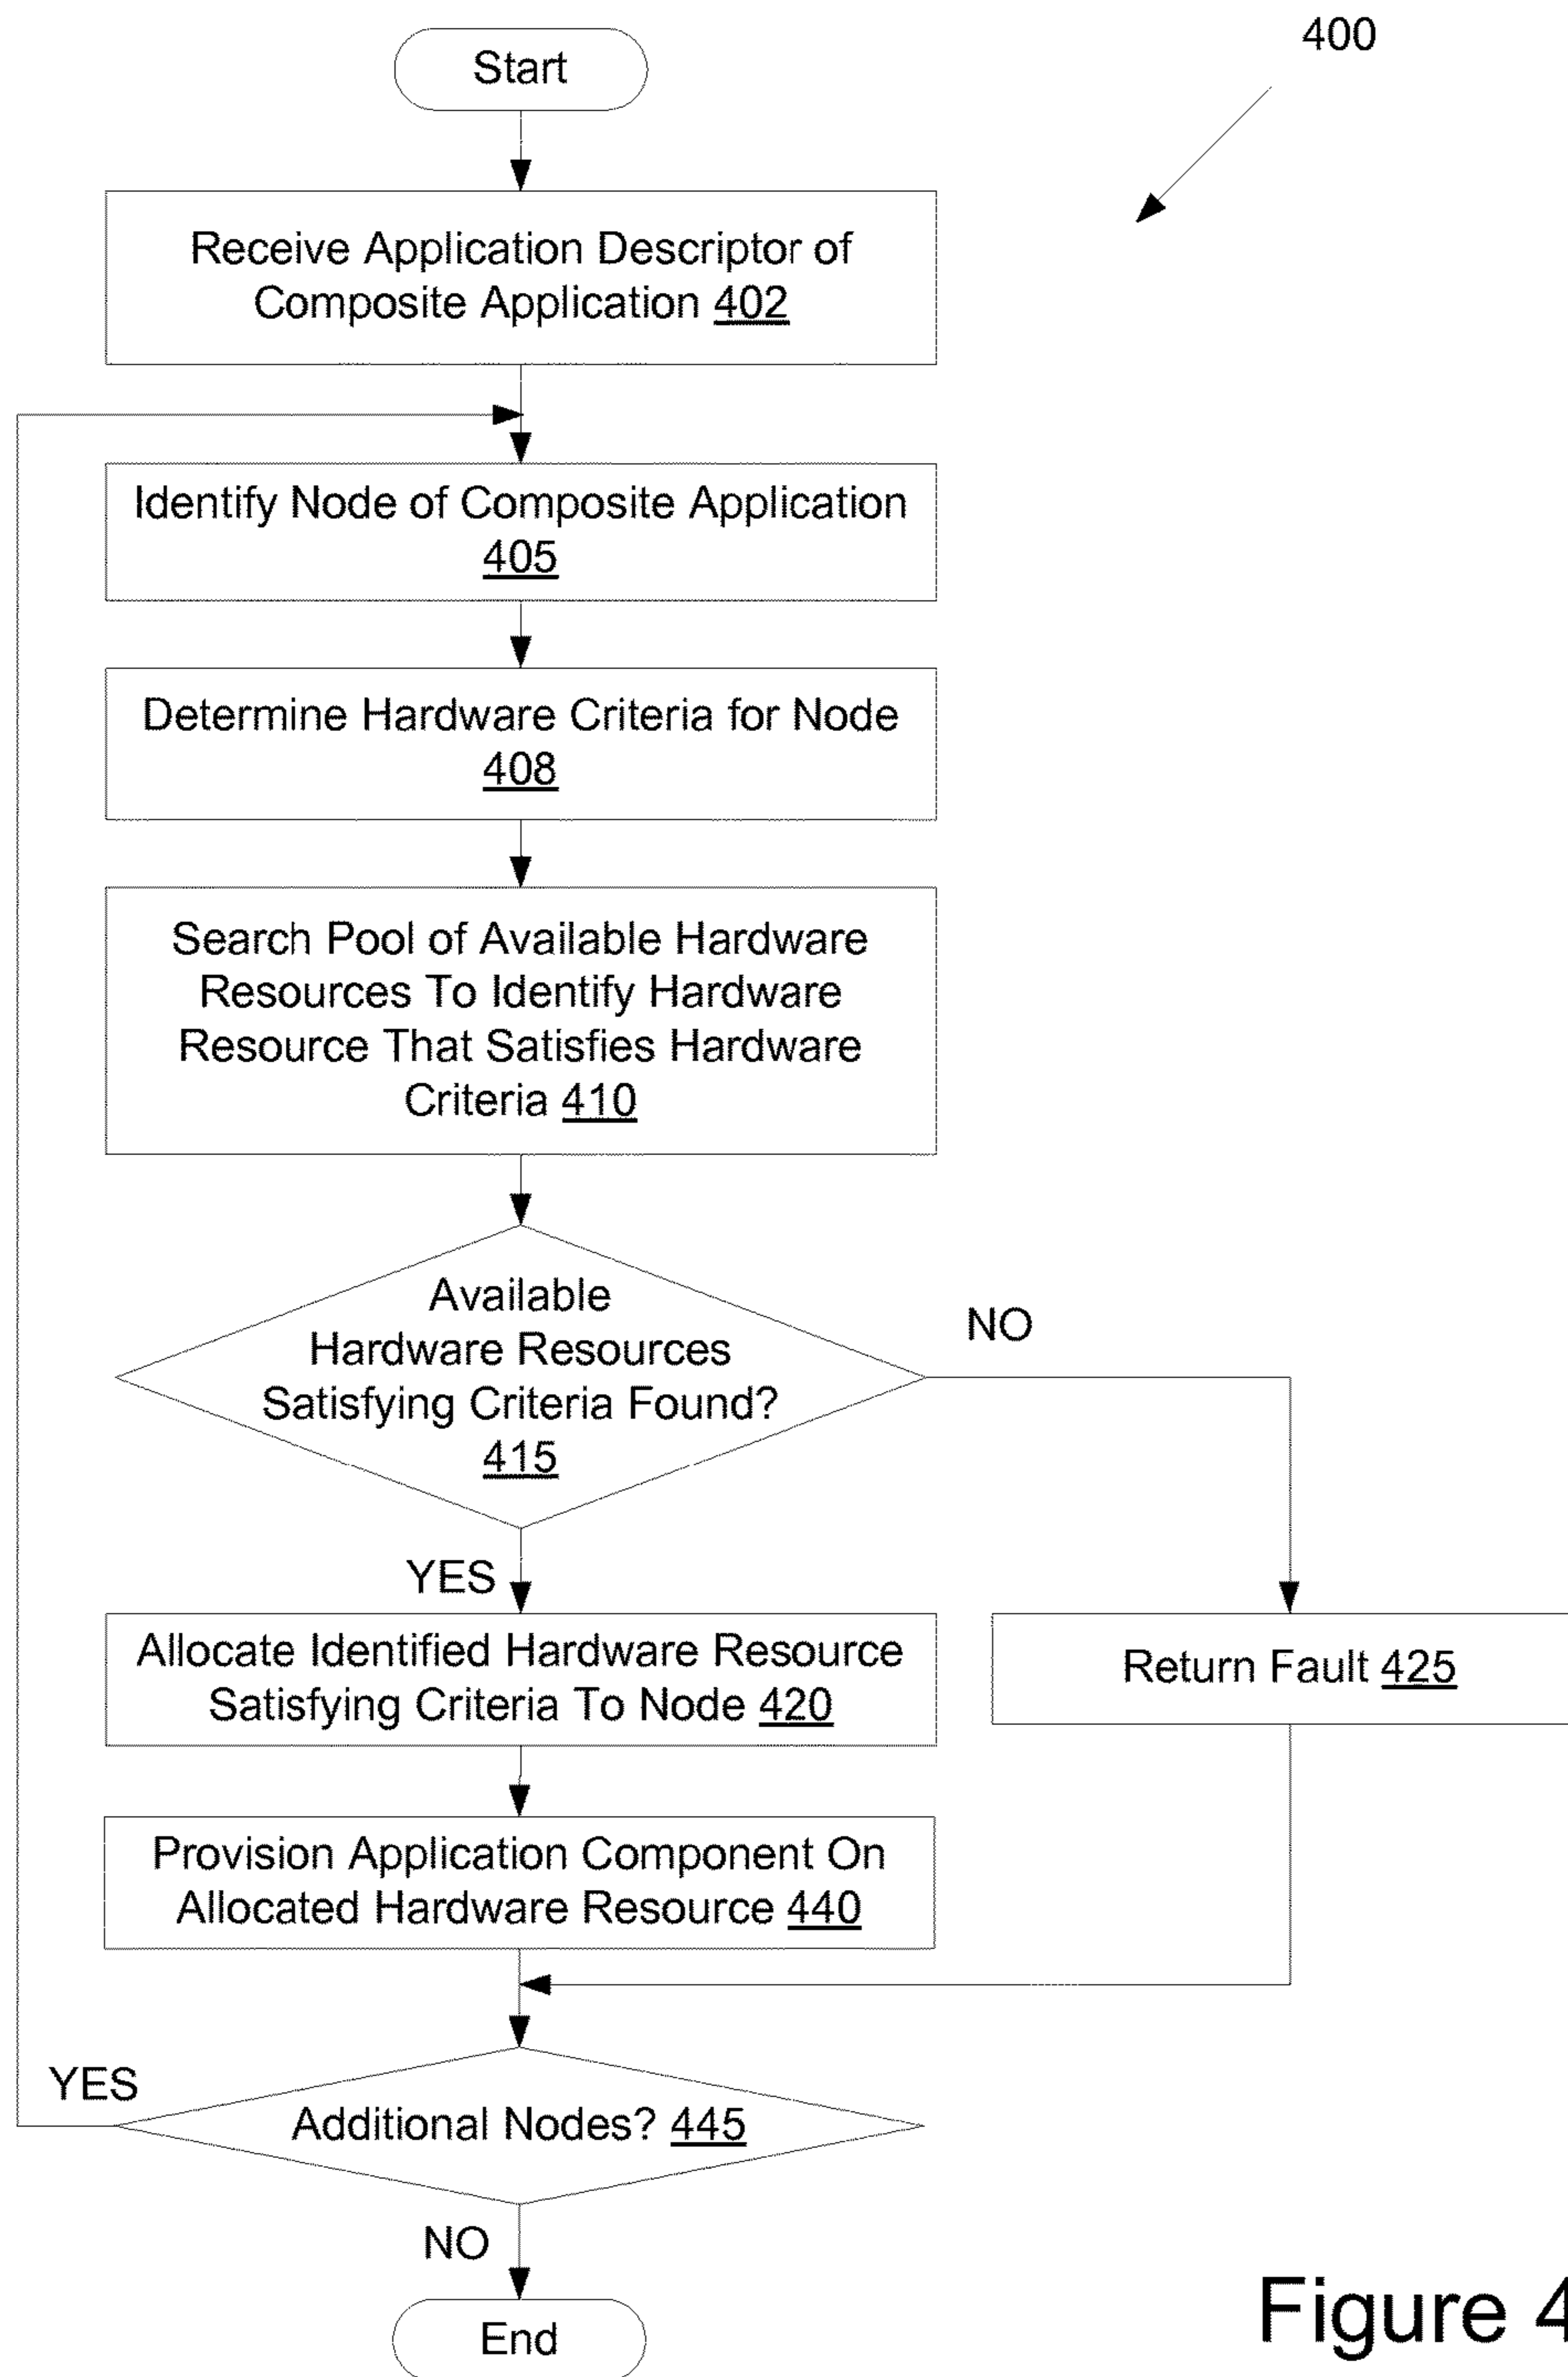 400
Start
Receive Application Descriptor of
Composite Application 402
Identify Node of Composite Application
405
Determine Hardware Criteria for Node
408
Search Pool of Available Hardware
Resources To Identify Hardware
Resource That Satisfies Hardware
Criteria 410
Available
Hardware Resources
Satisfying Criteria Found?
415
NO
YES
Allocate Identified Hardware Resource
Satisfying Criteria To Node 420
Return Fault 425
Provision Application Component On
Allocated Hardware Resource 440
YES
Additional Nodes? 445
NO
End
Figure 4